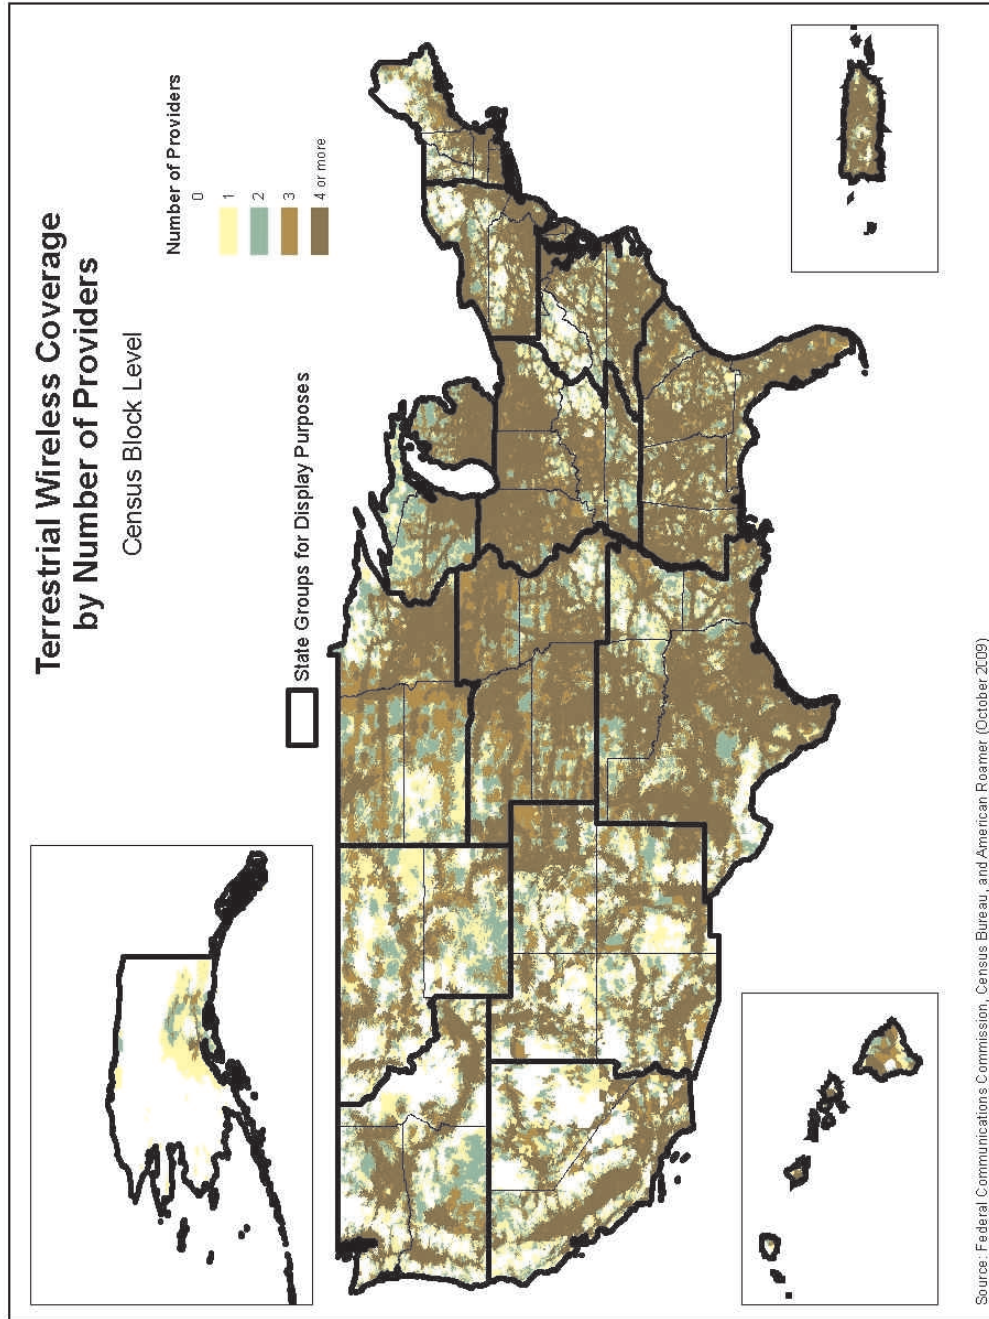 Terrestrial Wireless Coverage
by Number of Providers
Census Block Level
Number of Providers
0
1
2
3
4 or more
State Groups for Display Purposes
Source: Federal Communications Commission, Census Bureau, and American Roamer (October 2009)